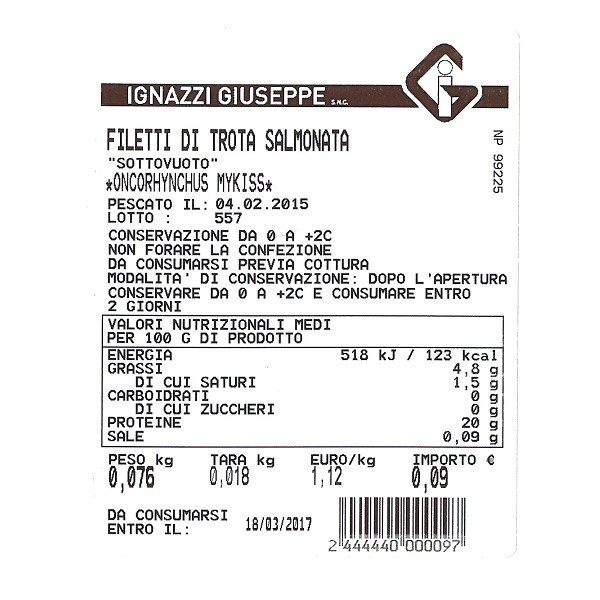 IGNAZZI GIUSEPPE S.N.C.
FILETTI DI TROTA SALMONATA
"SOTTOVUOTO"
*ONCORHYNCHUS MYKISS*
NP 99225
PESCATO IL: 04.02.2015
LOTTO : 557
CONSERVAZIONE DA 0 A +2C
NON FORARE LA CONFEZIONE
DA CONSUMARSI PREVIA COTTURA
MODALITA' DI CONSERVAZIONE: DOPO L'APERTURA
CONSERVARE DA 0 A +2C E CONSUMARE ENTRO
2 GIORNI
VALORI NUTRIZIONALI MEDI
PER 100 G DI PRODOTTO
ENERGIA 518 kJ / 123 kcal
GRASSI 4,8 g
DI CUI SATURI 1,5 g
CARBOIDRATI 0 g
DI CUI ZUCCHERI 0 g
PROTEINE 20 g
SALE 0,09 g
PESO kg TARA kg EURO/kg IMPORTO €
0,076 0,018 1,12 0,09
DA CONSUMARSI
ENTRO IL: 18/03/2017
2 444440 000097